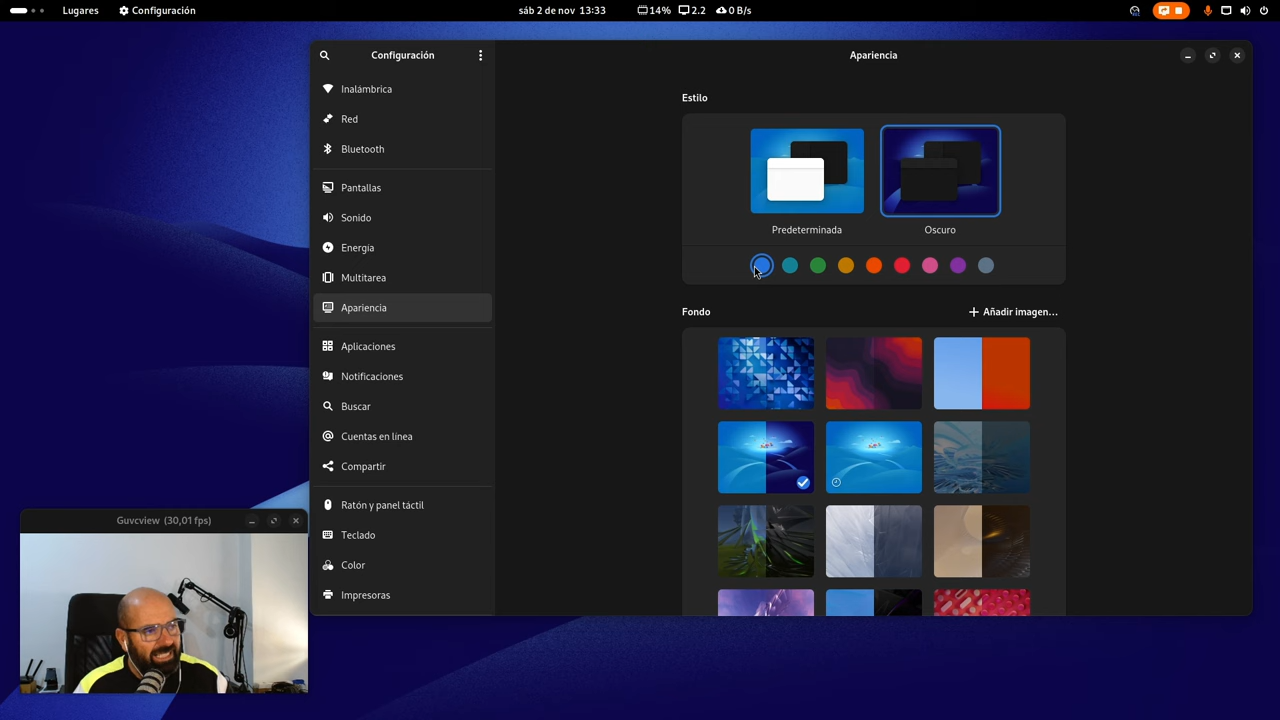 Lugares
Configuración
sáb 2 de nov 13:33
14%
2.2
0 B/s
Configuración
Apariencia
Inalámbrica
Red
Bluetooth
Pantallas
Sonido
Energía
Multitarea
Apariencia
Aplicaciones
Notificaciones
Buscar
Cuentas en línea
Compartir
Ratón y panel táctil
Teclado
Color
Impresoras
Estilo
Predeterminada
Oscuro
Fondo
Añadir imagen…
Guvcview (30,01 fps)